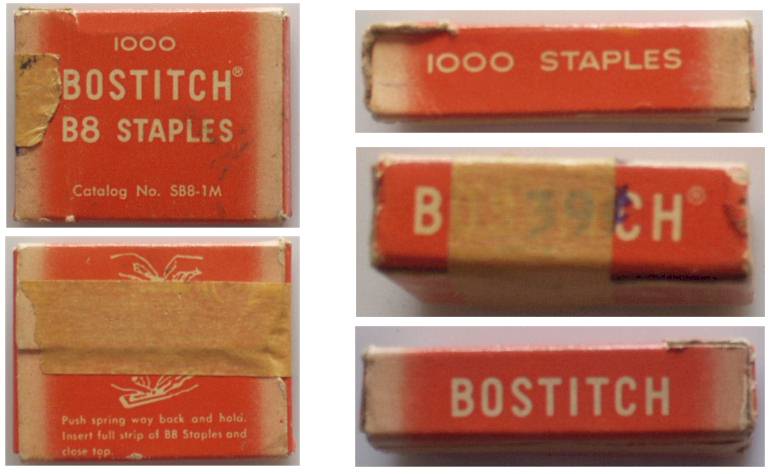 1000
BOSTITCH®
B8 STAPLES
Catalog No. SB8-1M
Push spring way back and hold.
Insert full strip of B8 Staples and
close top.
1000 STAPLES
B 39¢ CH®
BOSTITCH